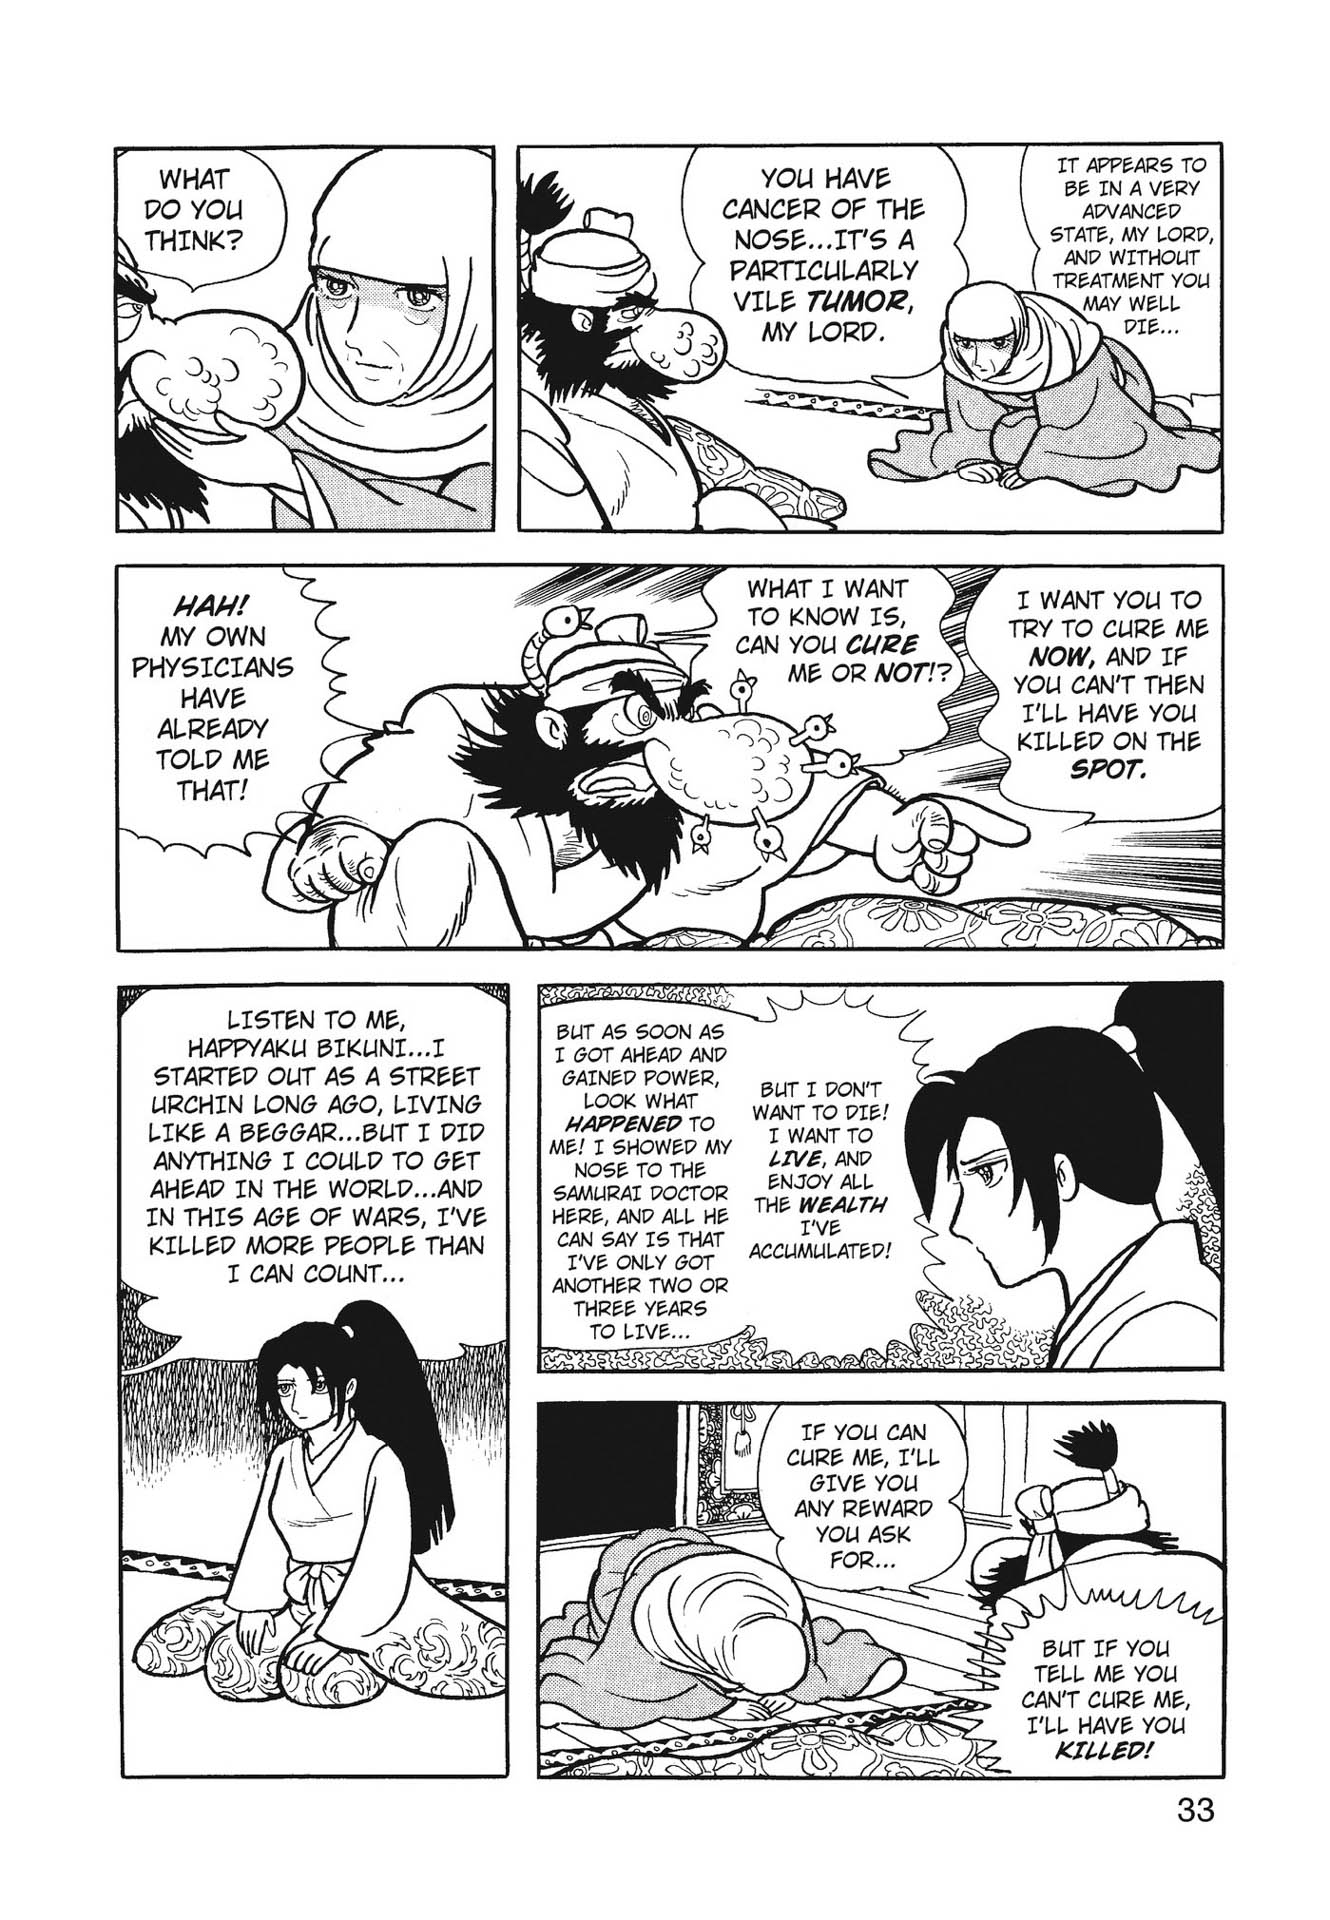 WHAT
DO YOU
THINK?
YOU HAVE
CANCER OF THE
NOSE...IT'S A
PARTICULARLY
VILE TUMOR,
MY LORD.
IT APPEARS TO
BE IN A VERY
ADVANCED
STATE, MY LORD,
AND WITHOUT
TREATMENT YOU
MAY WELL
DIE...
HAH!
MY OWN
PHYSICIANS
HAVE
ALREADY
TOLD ME
THAT!
WHAT I WANT
TO KNOW IS,
CAN YOU CURE
ME OR NOT!?
I WANT YOU TO
TRY TO CURE ME
NOW, AND IF
YOU CAN'T THEN
I'LL HAVE YOU
KILLED ON THE
SPOT.
LISTEN TO ME,
HAPPYAKU BIKUNI...I
STARTED OUT AS A STREET
URCHIN LONG AGO, LIVING
LIKE A BEGGAR...BUT I DID
ANYTHING I COULD TO GET
AHEAD IN THE WORLD...AND
IN THIS AGE OF WARS, I'VE
KILLED MORE PEOPLE THAN
I CAN COUNT...
BUT AS SOON AS
I GOT AHEAD AND
GAINED POWER,
LOOK WHAT
HAPPENED TO
ME! I SHOWED MY
NOSE TO THE
SAMURAI DOCTOR
HERE, AND ALL HE
CAN SAY IS THAT
I'VE ONLY GOT
ANOTHER TWO OR
THREE YEARS
TO LIVE...
BUT I DON'T
WANT TO DIE!
I WANT TO
LIVE, AND
ENJOY ALL
THE WEALTH
I'VE
ACCUMULATED!
IF YOU CAN
CURE ME, I'LL
GIVE YOU
ANY REWARD
YOU ASK
FOR...
BUT IF YOU
TELL ME YOU
CAN'T CURE ME,
I'LL HAVE YOU
KILLED!
33